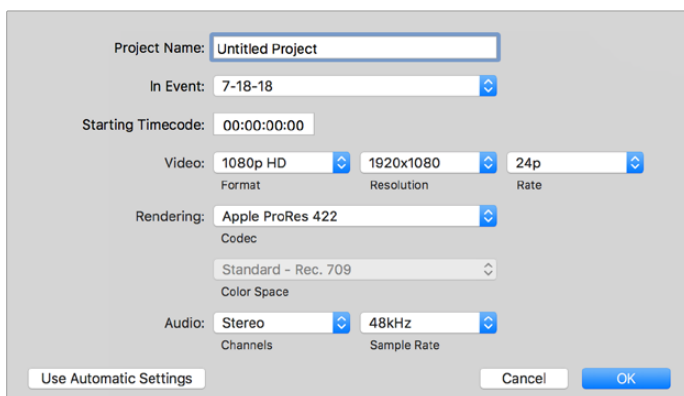 Project Name: Untitled Project
In Event: 7-18-18
Starting Timecode: 00:00:00:00
Video: 1080p HD 1920x1080 24p
Format Resolution Rate
Rendering: Apple ProRes 422
Codec
Standard - Rec. 709
Color Space
Audio: Stereo 48kHz
Channels Sample Rate
Use Automatic Settings Cancel OK